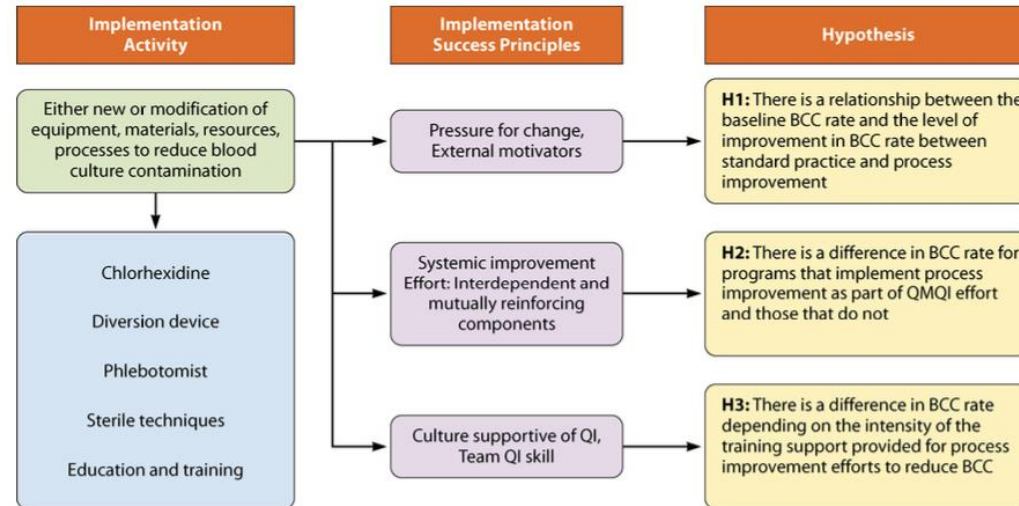 Implementation
Activity
Implementation
Success Principles
Hypothesis
Either new or modification of
equipment, materials, resources,
processes to reduce blood
culture contamination
Chlorhexidine
Diversion device
Phlebotomist
Sterile techniques
Education and training
Pressure for change,
External motivators
Systemic improvement
Effort: Interdependent and
mutually reinforcing
components
Culture supportive of QI,
Team QI skill
H1: There is a relationship between the
baseline BCC rate and the level of
improvement in BCC rate between
standard practice and process
improvement
H2: There is a difference in BCC rate for
programs that implement process
improvement as part of QMQI effort
and those that do not
H3: There is a difference in BCC rate
depending on the intensity of the
training support provided for process
improvement efforts to reduce BCC